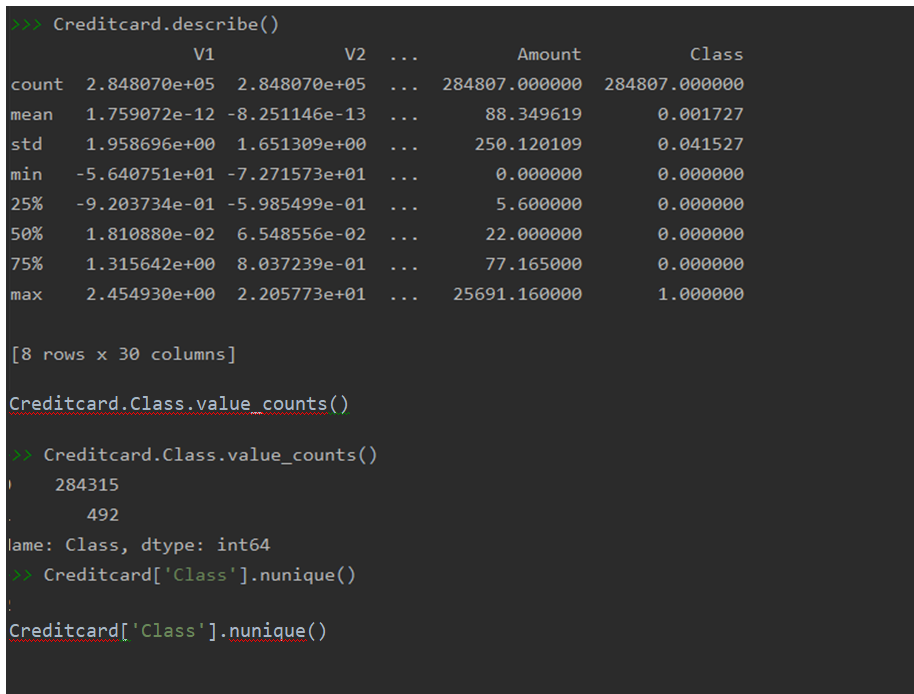 >>> Creditcard.describe()
V1 V2 ... Amount Class
count 2.848070e+05 2.848070e+05 ... 284807.000000 284807.000000
mean 1.759072e-12 -8.251146e-13 ... 88.349619 0.001727
std 1.958696e+00 1.651309e+00 ... 250.120109 0.041527
min -5.640751e+01 -7.271573e+01 ... 0.000000 0.000000
25% -9.203734e-01 -5.985499e-01 ... 5.600000 0.000000
50% 1.810880e-02 6.548556e-02 ... 22.000000 0.000000
75% 1.315642e+00 8.037239e-01 ... 77.165000 0.000000
max 2.454930e+00 2.205773e+01 ... 25691.160000 1.000000
[8 rows x 30 columns]
Creditcard.Class.value_counts()
>> Creditcard.Class.value_counts()
284315
492
ame: Class, dtype: int64
>> Creditcard['Class'].nunique()
Creditcard['Class'].nunique()